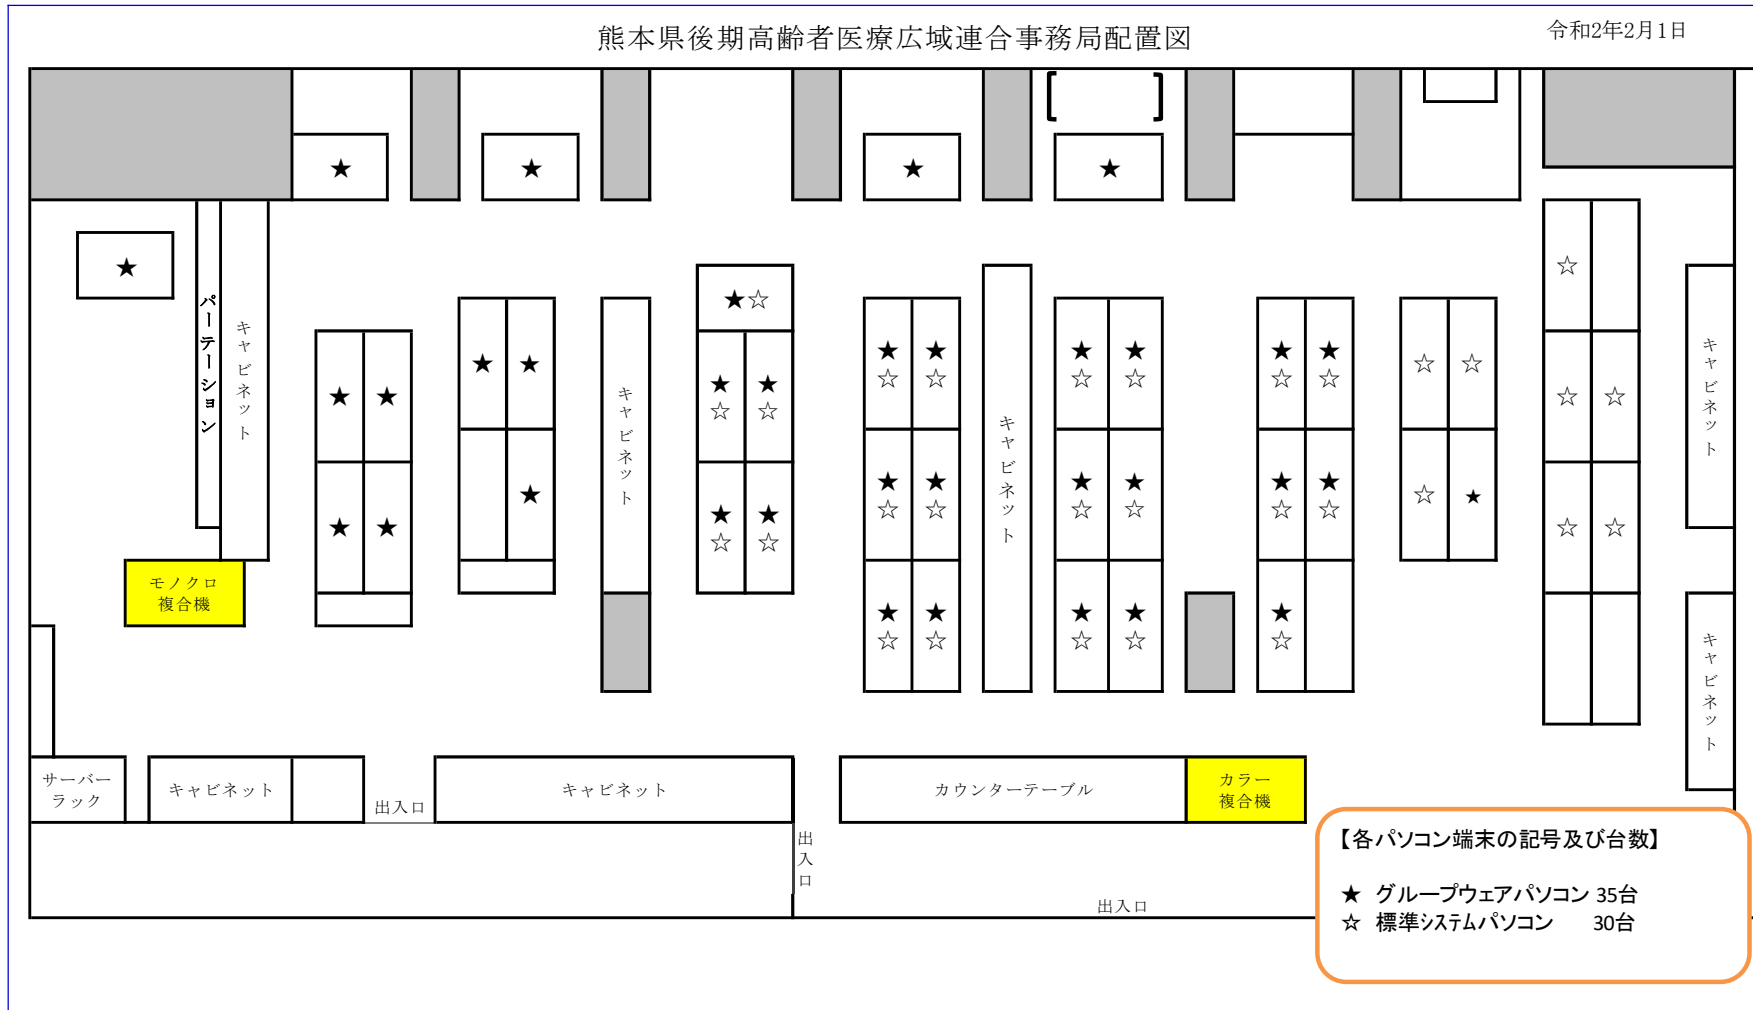 熊本県後期高齢者医療広域連合事務局配置図
令和2年2月1日
★
★
★
★
★
パーテーション
キャビネット
★ ★
★ ★
★ ★
★
キャビネット
★☆
★ ★
☆ ☆
★ ★
☆ ☆
★ ★
☆ ☆
★ ★
☆ ☆
★ ★
☆ ☆
キャビネット
★ ★
☆ ☆
★ ★
☆ ☆
★ ★
☆ ☆
★ ★
☆ ☆
★ ★
☆ ☆
★
☆
☆ ☆
☆ ★
☆
☆ ☆
☆ ☆
キャビネット
キャビネット
モノクロ
複合機
サーバー
ラック
キャビネット
出入口
キャビネット
出入口
カウンターテーブル
カラー
複合機
出入口
【各パソコン端末の記号及び台数】
★ グループウェアパソコン 35台
☆ 標準システムパソコン 30台